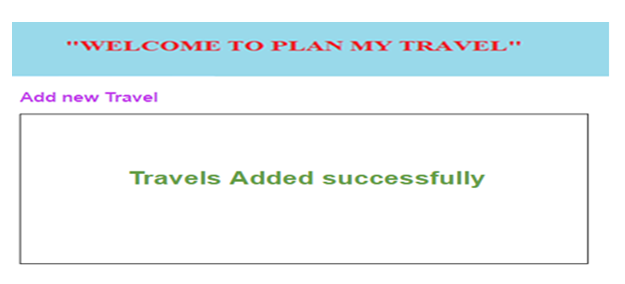 "WELCOME TO PLAN MY TRAVEL"
Add new Travel
Travels Added successfully